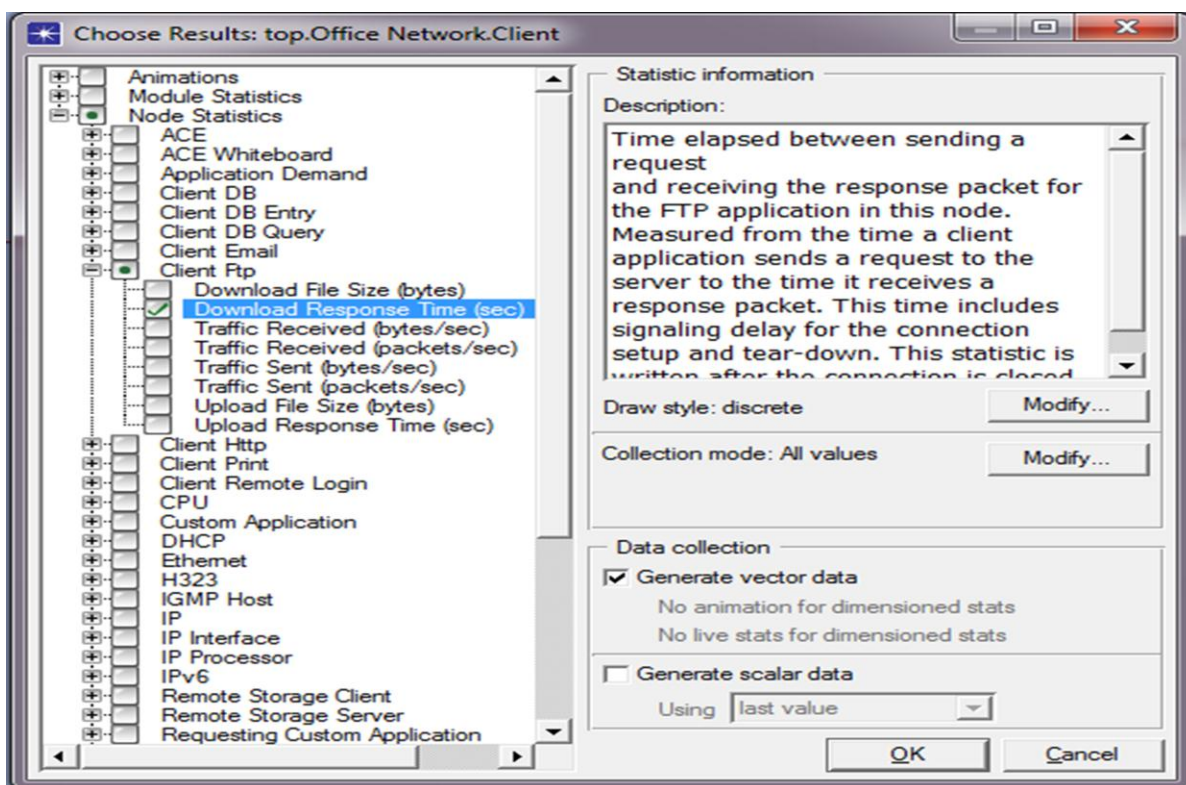 Choose Results: top.Office Network.Client
Animations
Module Statistics
Node Statistics
ACE
ACE Whiteboard
Application Demand
Client DB
Client DB Entry
Client DB Query
Client Email
Client Ftp
Download File Size (bytes)
Download Response Time (sec)
Traffic Received (bytes/sec)
Traffic Received (packets/sec)
Traffic Sent (bytes/sec)
Traffic Sent (packets/sec)
Upload File Size (bytes)
Upload Response Time (sec)
Client Http
Client Print
Client Remote Login
CPU
Custom Application
DHCP
Ethernet
H323
IGMP Host
IP
IP Interface
IP Processor
IPv6
Remote Storage Client
Remote Storage Server
Requesting Custom Application
Statistic information
Description:
Time elapsed between sending a
request
and receiving the response packet for
the FTP application in this node.
Measured from the time a client
application sends a request to the
server to the time it receives a
response packet. This time includes
signaling delay for the connection
setup and tear-down. This statistic is
written after the connection is closed
Draw style: discrete
Modify...
Collection mode: All values
Modify...
Data collection
Generate vector data
No animation for dimensioned stats
No live stats for dimensioned stats
Generate scalar data
Using last value
OK
Cancel